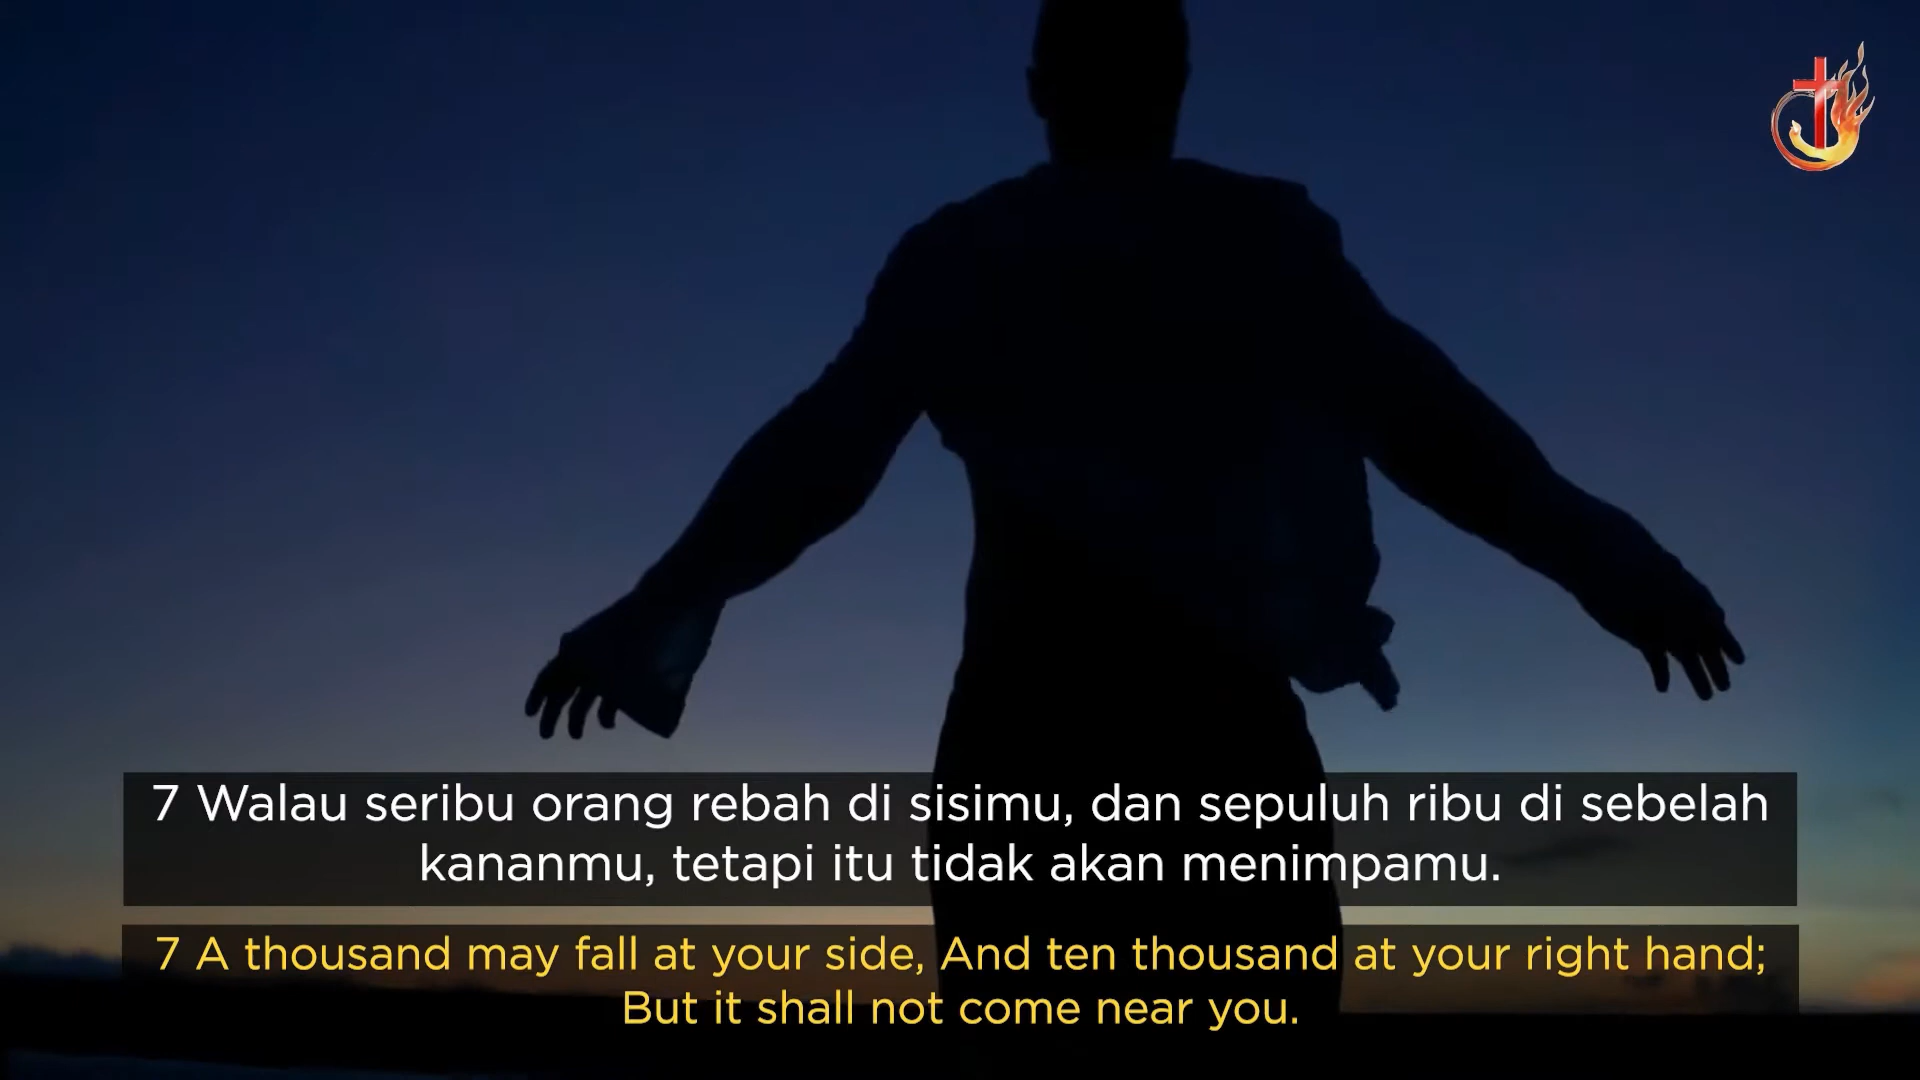 7 Walau seribu orang rebah di sisimu, dan sepuluh ribu di sebelah
kananmu, tetapi itu tidak akan menimpamu.
7 A thousand may fall at your side, And ten thousand at your right hand;
But it shall not come near you.